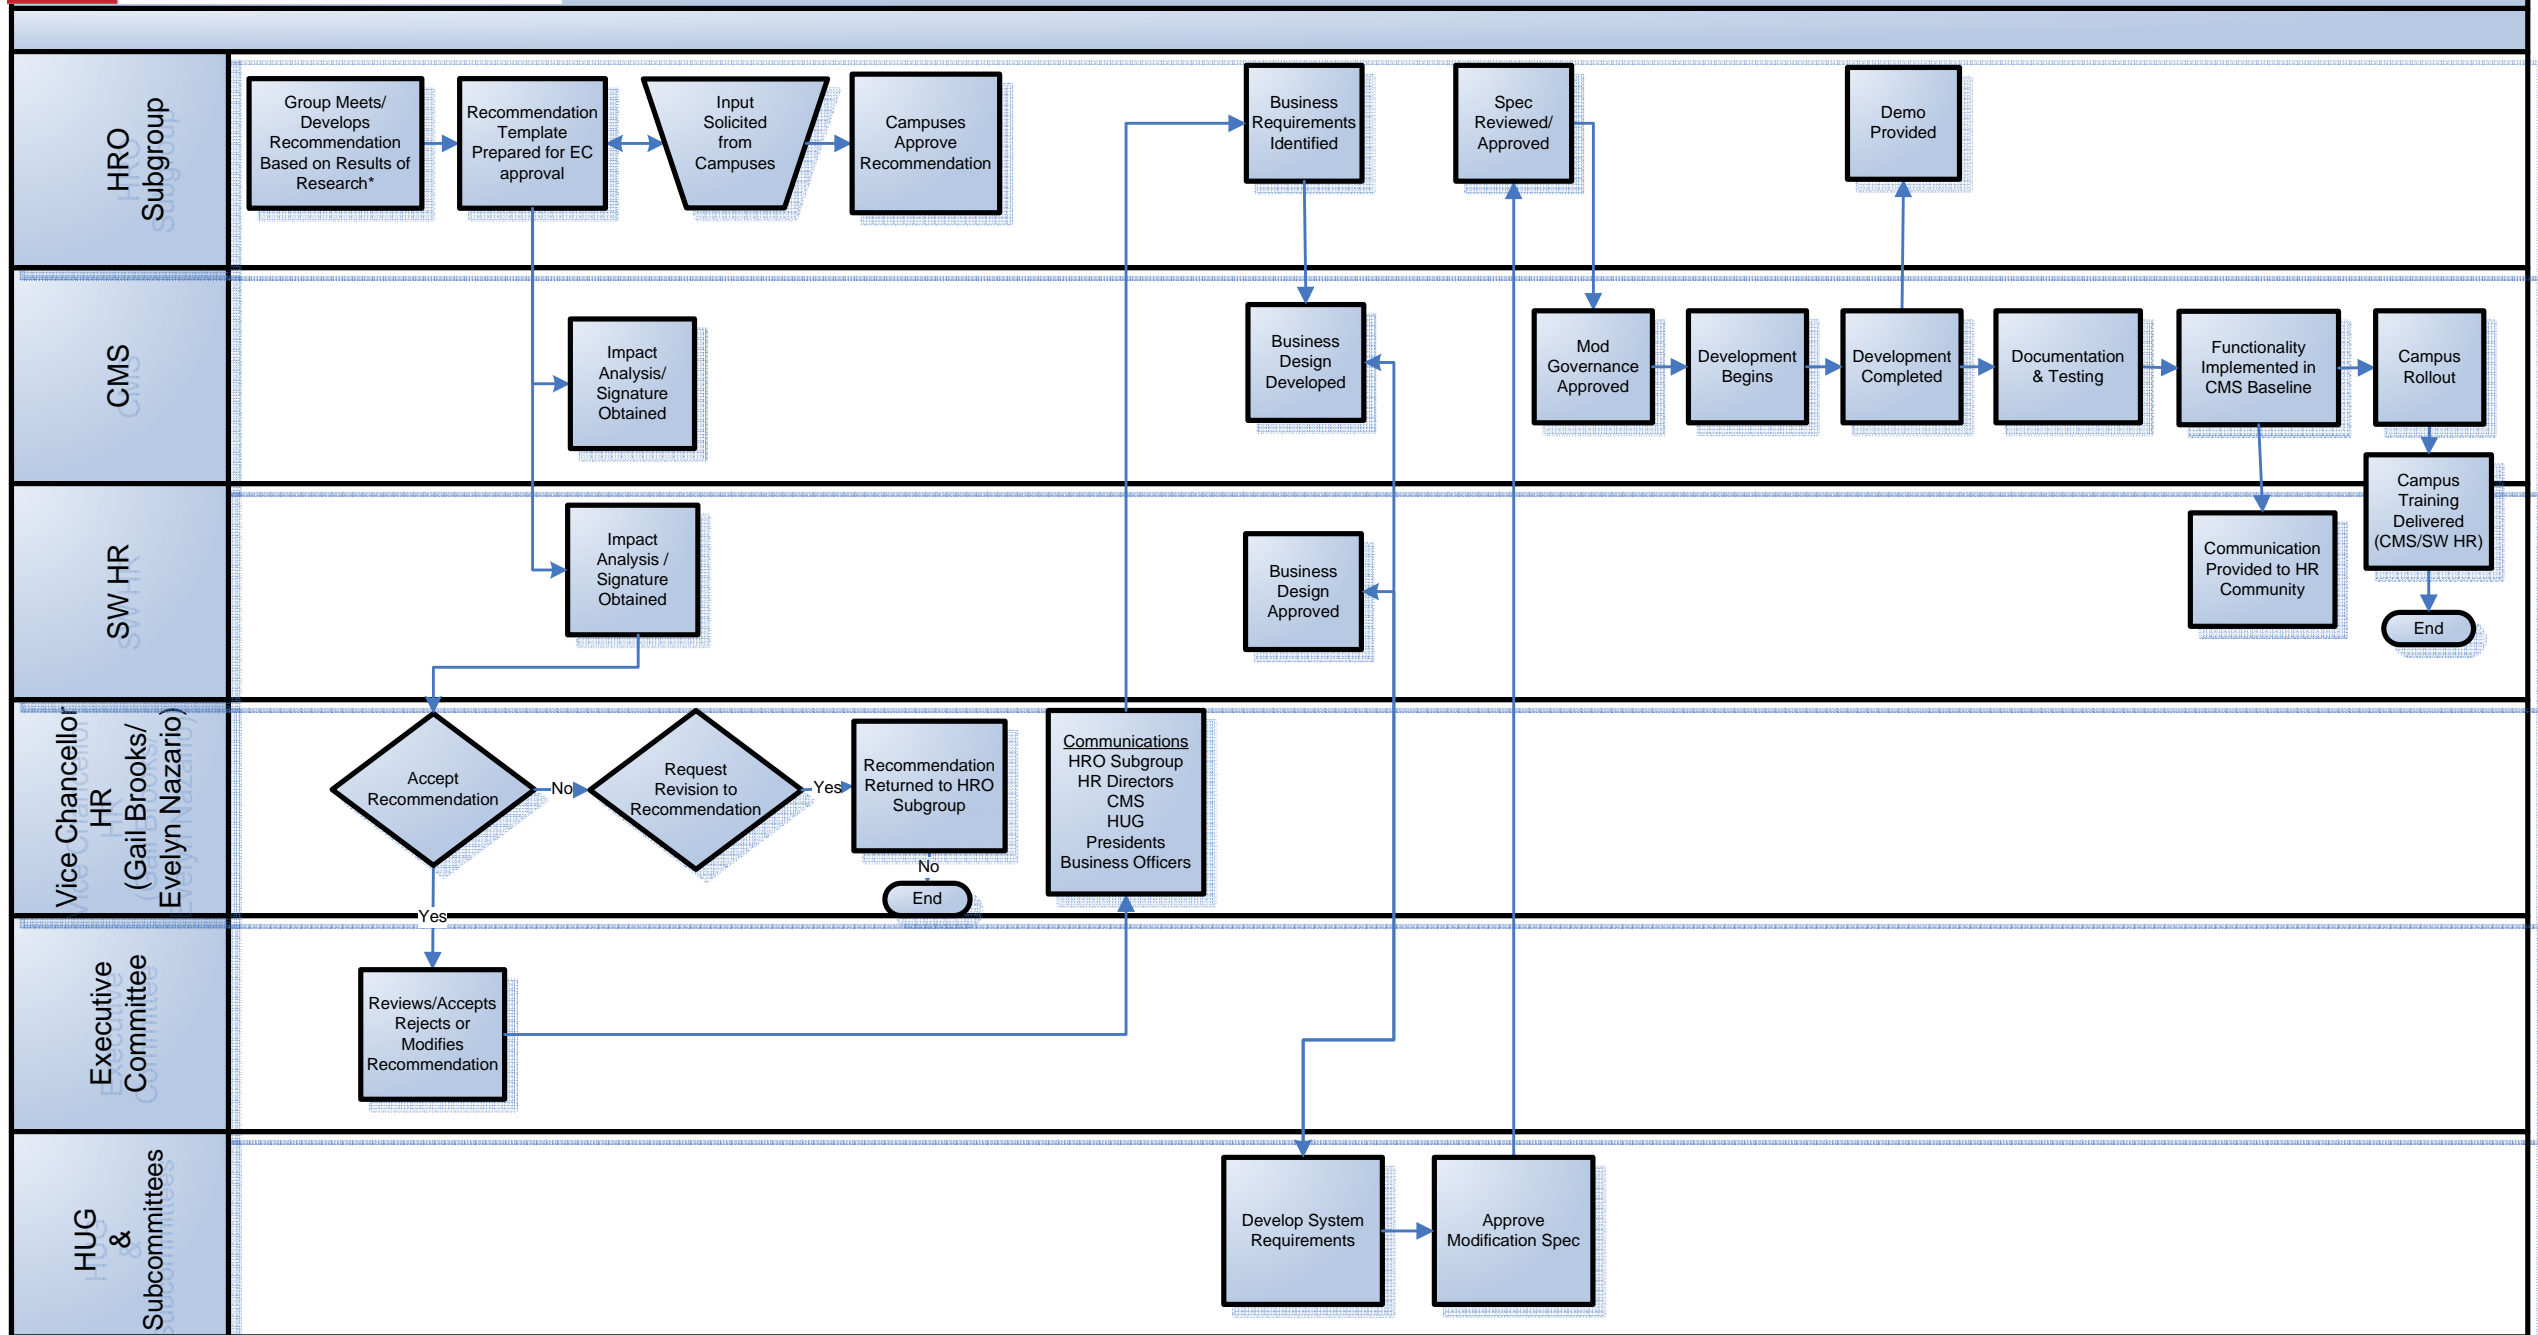 HRO
Subgroup
Group Meets/
Develops
Recommendation
Based on Results of
Research*
Recommendation
Template
Prepared for EC
approval
Input
Solicited
from
Campuses
Campuses
Approve
Recommendation
Business
Requirements
Identified
Spec
Reviewed/
Approved
Demo
Provided
CMS
Impact
Analysis/
Signature
Obtained
Business
Design
Developed
Mod
Governance
Approved
Development
Begins
Development
Completed
Documentation
& Testing
Functionality
Implemented in
CMS Baseline
Campus
Rollout
SW HR
Impact
Analysis /
Signature
Obtained
Business
Design
Approved
Communication
Provided to HR
Community
Campus
Training
Delivered
(CMS/SW HR)
End
Vice Chancellor
HR
(Gail Brooks/
Evelyn Nazario)
Accept
Recommendation
No
Request
Revision to
Recommendation
Yes
Recommendation
Returned to HRO
Subgroup
No
End
Communications
HRO Subgroup
HR Directors
CMS
HUG
Presidents
Business Officers
Yes
Executive
Committee
Reviews/Accepts
Rejects or
Modifies
Recommendation
HUG
&
Subcommittees
Develop System
Requirements
Approve
Modification Spec